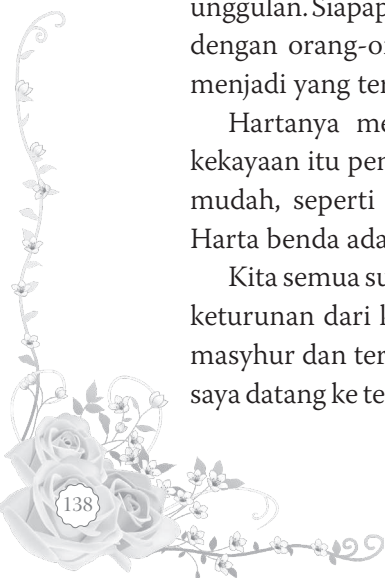 unggulan. Siapap
dengan orang-o
menjadi yang ter
Hartanya me
kekayaan itu per
mudah, seperti
Harta benda ada
Kita semua su
keturunan dari k
masyhur dan ter
saya datang ke te
138